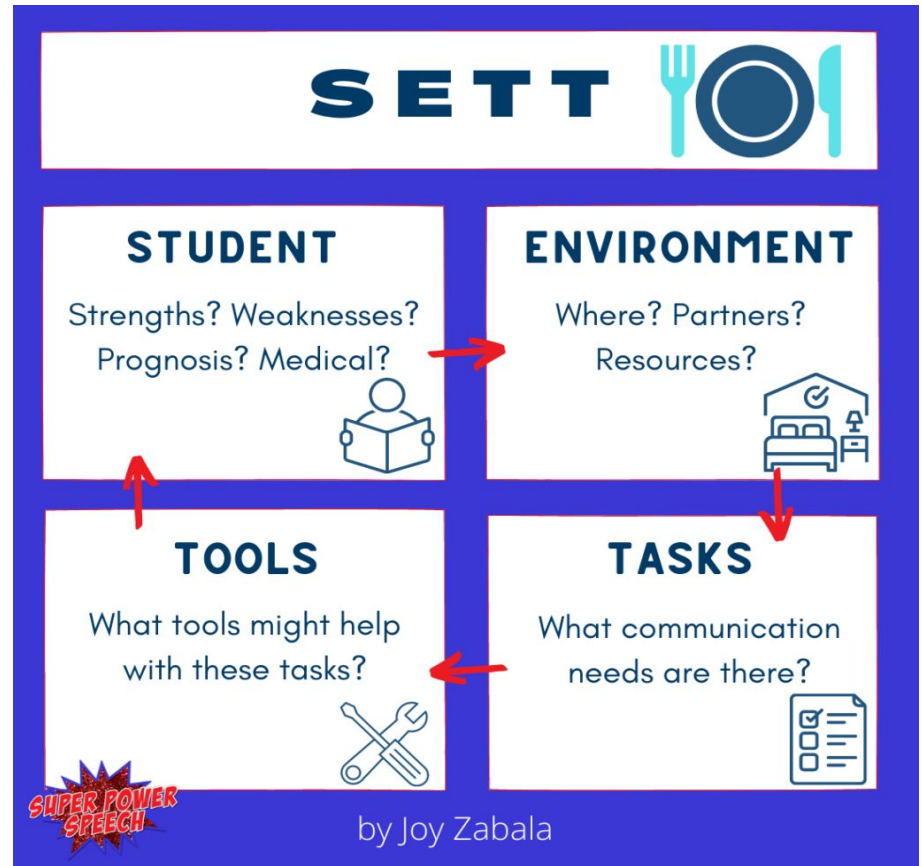 SETT
STUDENT
Strengths? Weaknesses?
Prognosis? Medical?
ENVIRONMENT
Where? Partners?
Resources?
TOOLS
What tools might help
with these tasks?
TASKS
What communication
needs are there?
SUPER POWER
SPEECH
by Joy Zabala